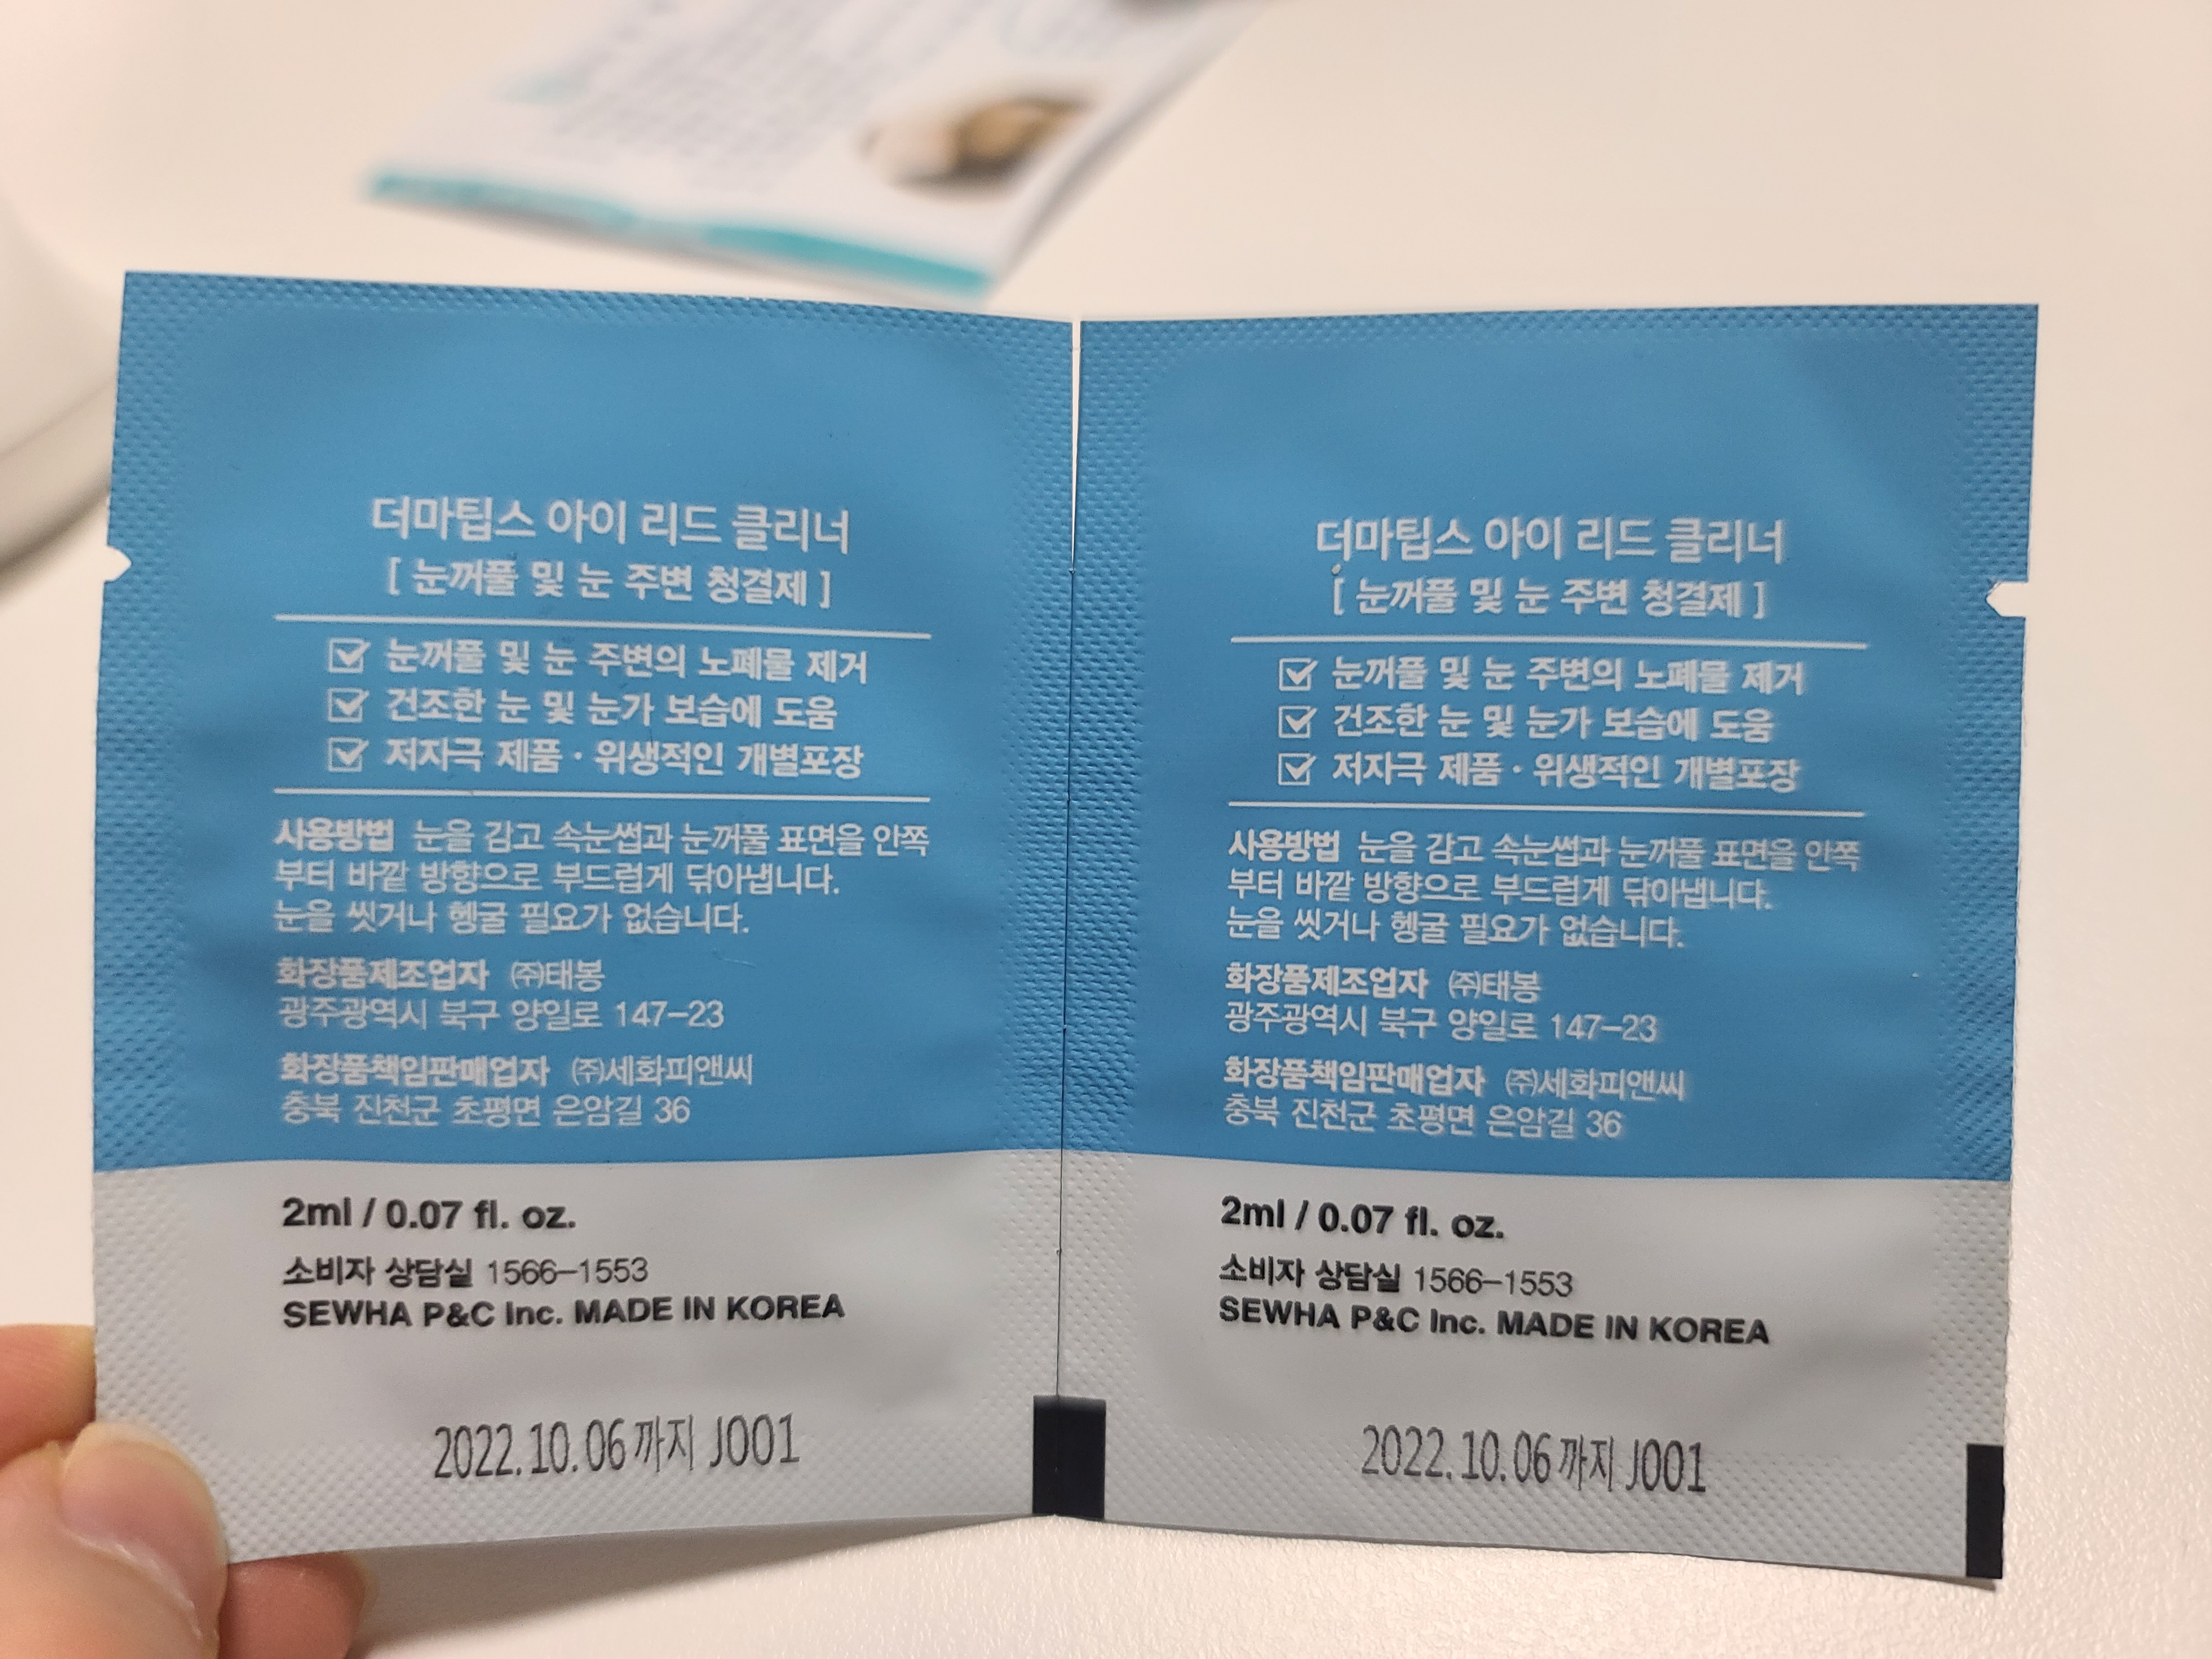 더마팁스 아이 리드 클리너
[ 눈꺼풀 및 눈 주변 청결제 ]
눈꺼풀 및 눈 주변의 노폐물 제거
건조한 눈 및 눈가 보습에 도움
저자극 제품 · 위생적인 개별포장
사용방법 눈을 감고 속눈썹과 눈꺼풀 표면을 안쪽
부터 바깥 방향으로 부드럽게 닦아냅니다.
눈을 씻거나 헹굴 필요가 없습니다.
화장품제조업자 ㈜태봉
광주광역시 북구 양일로 147-23
화장품책임판매업자 ㈜세화피앤씨
충북 진천군 초평면 은암길 36
2ml / 0.07 fl. oz.
소비자 상담실 1566-1553
SEWHA P&C Inc. MADE IN KOREA
2022.10.06까지 J001
더마팁스 아이 리드 클리너
[ 눈꺼풀 및 눈 주변 청결제 ]
눈꺼풀 및 눈 주변의 노폐물 제거
건조한 눈 및 눈가 보습에 도움
저자극 제품 · 위생적인 개별포장
사용방법 눈을 감고 속눈썹과 눈꺼풀 표면을 안쪽
부터 바깥 방향으로 부드럽게 닦아냅니다.
눈을 씻거나 헹굴 필요가 없습니다.
화장품제조업자 ㈜태봉
광주광역시 북구 양일로 147-23
화장품책임판매업자 ㈜세화피앤씨
충북 진천군 초평면 은암길 36
2ml / 0.07 fl. oz.
소비자 상담실 1566-1553
SEWHA P&C Inc. MADE IN KOREA
2022.10.06까지 J001